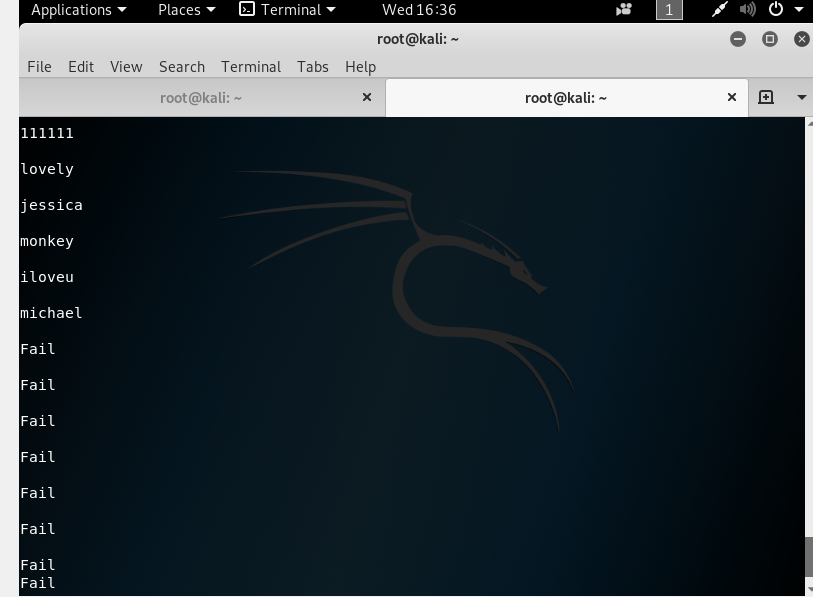 Applications Places Terminal Wed 16:36 1
root@kali: ~
File Edit View Search Terminal Tabs Help
root@kali: ~ root@kali: ~
111111
lovely
jessica
monkey
iloveu
michael
Fail
Fail
Fail
Fail
Fail
Fail
Fail
Fail